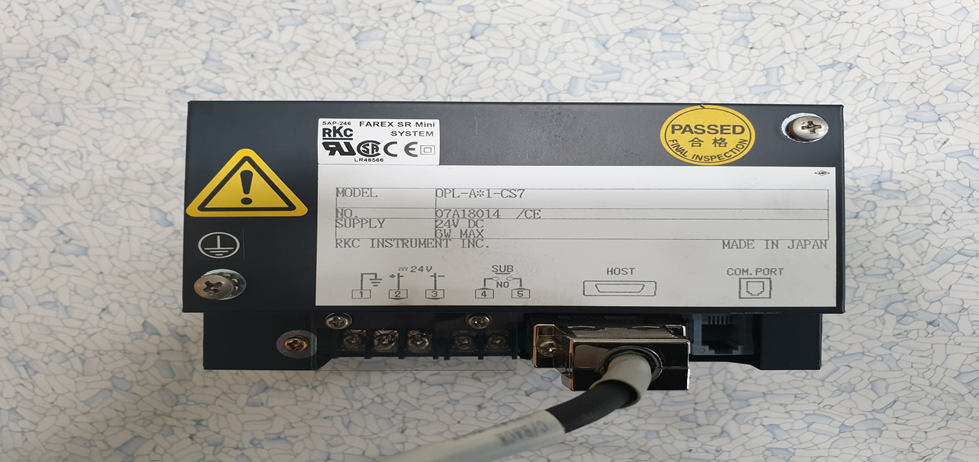 SAP-246 FAREX SR Mini
RKC SYSTEM
LR46566
PASSED
合格
FINAL INSPECTION
MODEL OPL-A*1-CS7
NO. 07A18014 /CE
SUPPLY 24V DC
6W MAX
RKC INSTRUMENT INC. MADE IN JAPAN
24V SUB HOST COM.PORT
+ - NO
1 2 3 4 5